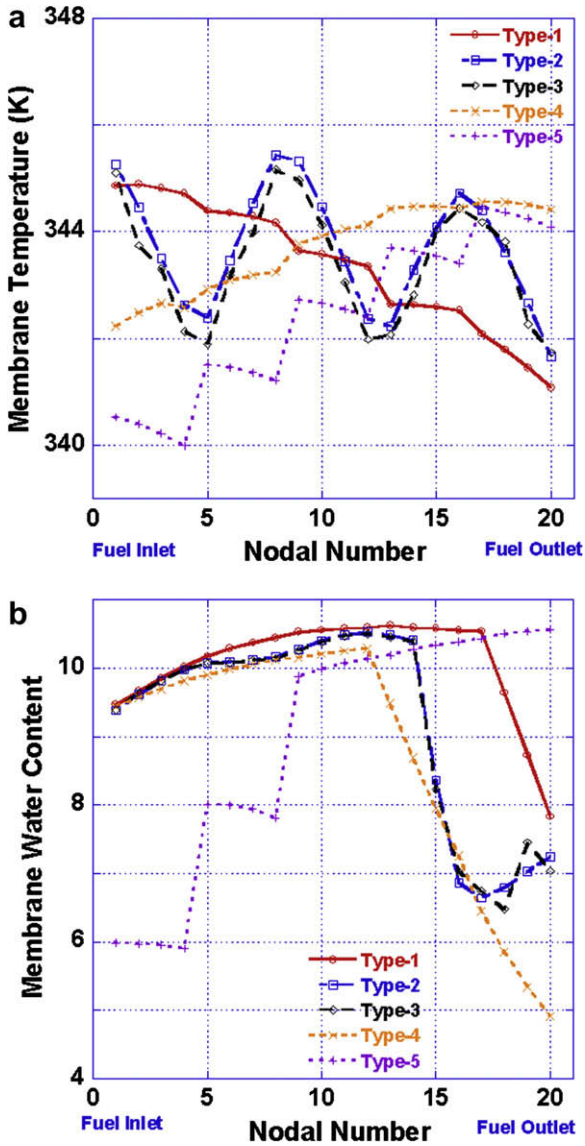 a
348
Type-1
Type-2
Type-3
Type-4
Type-5
Membrane Temperature (K)
344
340
0 5 10 15 20
Fuel Inlet Nodal Number Fuel Outlet
b
10
Membrane Water Content
8
6
Type-1
Type-2
Type-3
Type-4
Type-5
4
0 5 10 15 20
Fuel Inlet Nodal Number Fuel Outlet